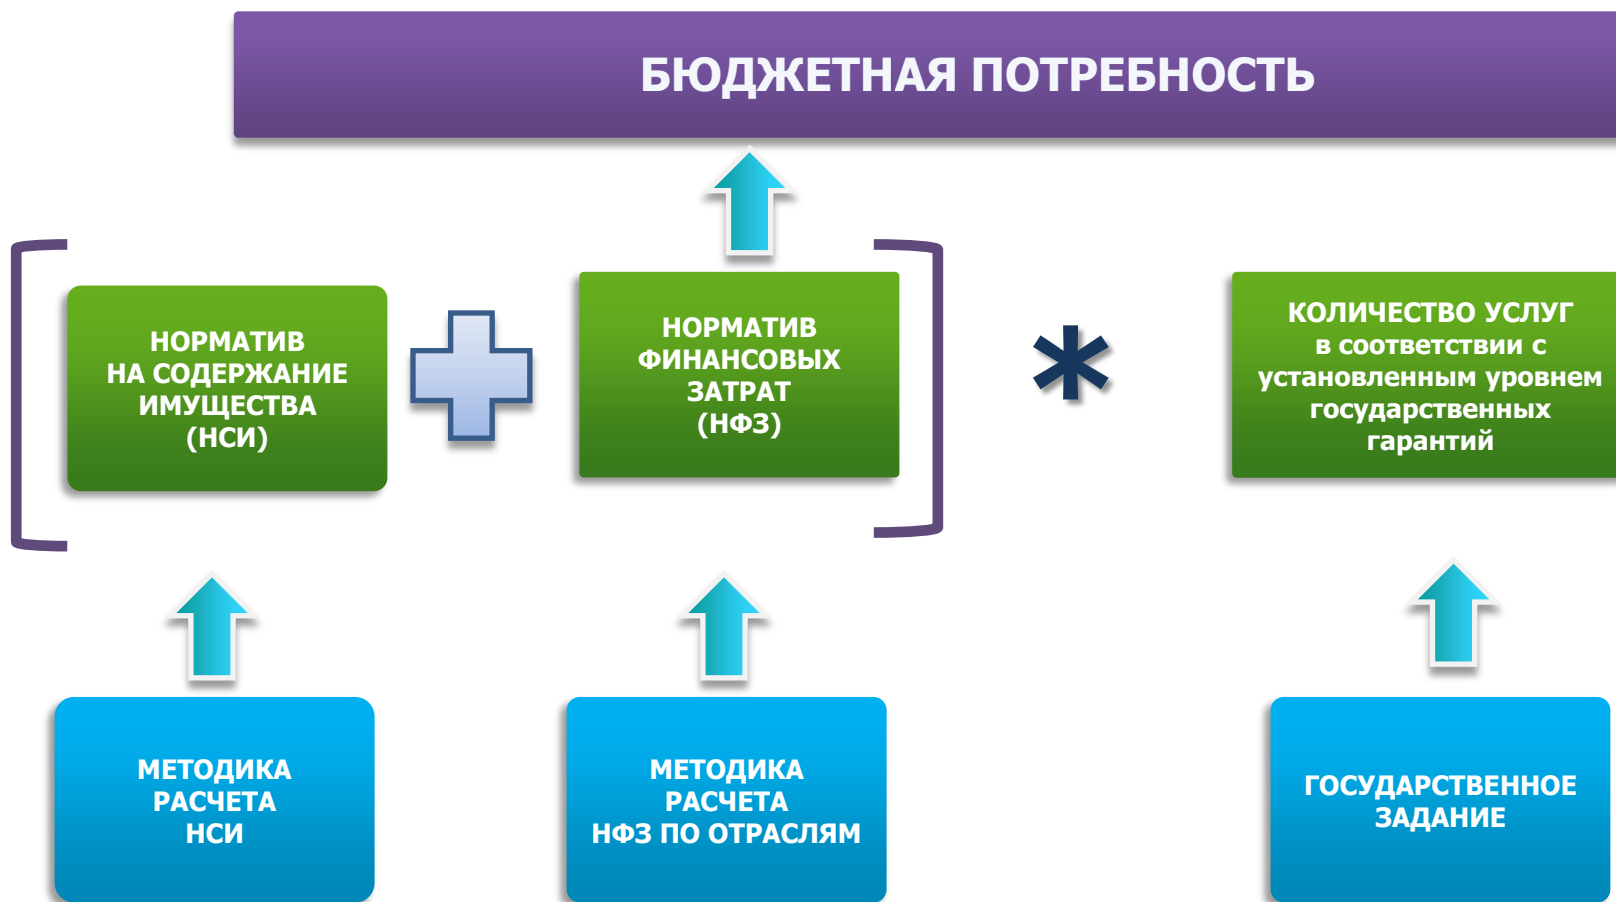 БЮДЖЕТНАЯ ПОТРЕБНОСТЬ
НОРМАТИВ
НА СОДЕРЖАНИЕ
ИМУЩЕСТВА
(НСИ)
НОРМАТИВ
ФИНАНСОВЫХ
ЗАТРАТ
(НФЗ)
*
КОЛИЧЕСТВО УСЛУГ
в соответствии с
установленным уровнем
государственных
гарантий
МЕТОДИКА
РАСЧЕТА
НСИ
МЕТОДИКА
РАСЧЕТА
НФЗ ПО ОТРАСЛЯМ
ГОСУДАРСТВЕННОЕ
ЗАДАНИЕ